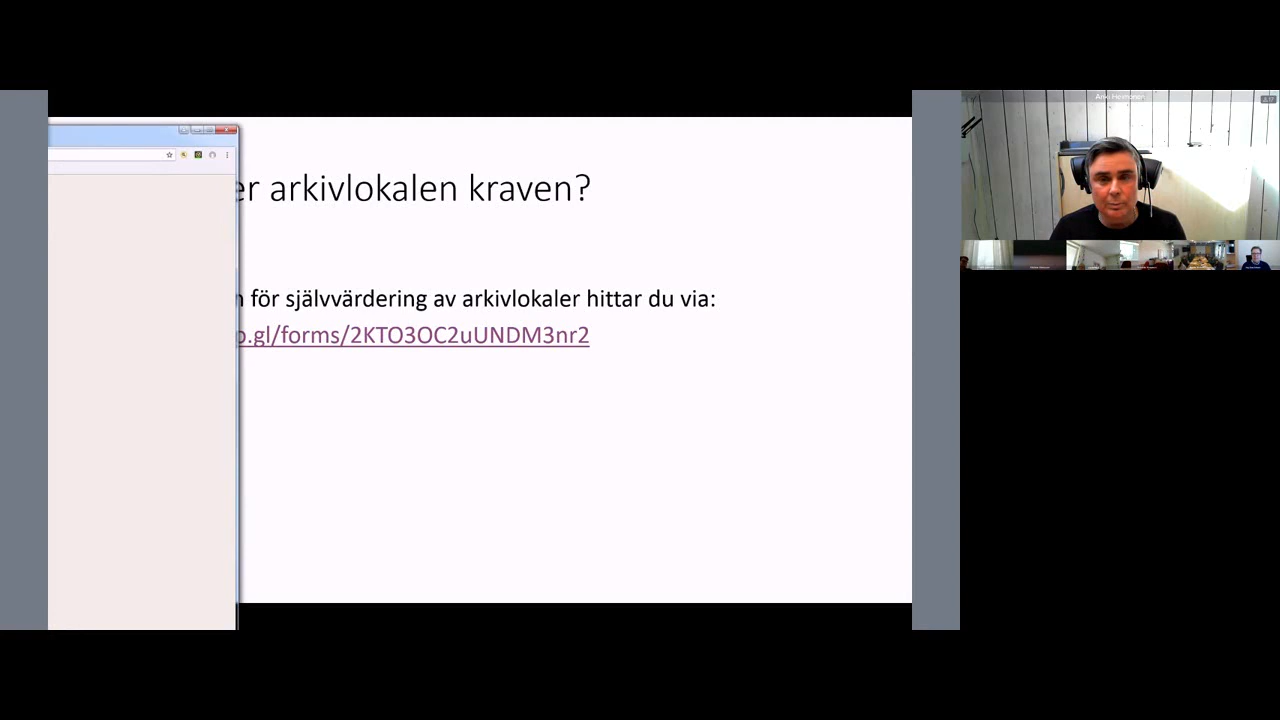 er arkivlokalen kraven?
n för självvärdering av arkivlokaler hittar du via:
o.gl/forms/2KTO3OC2uUNDM3nr2